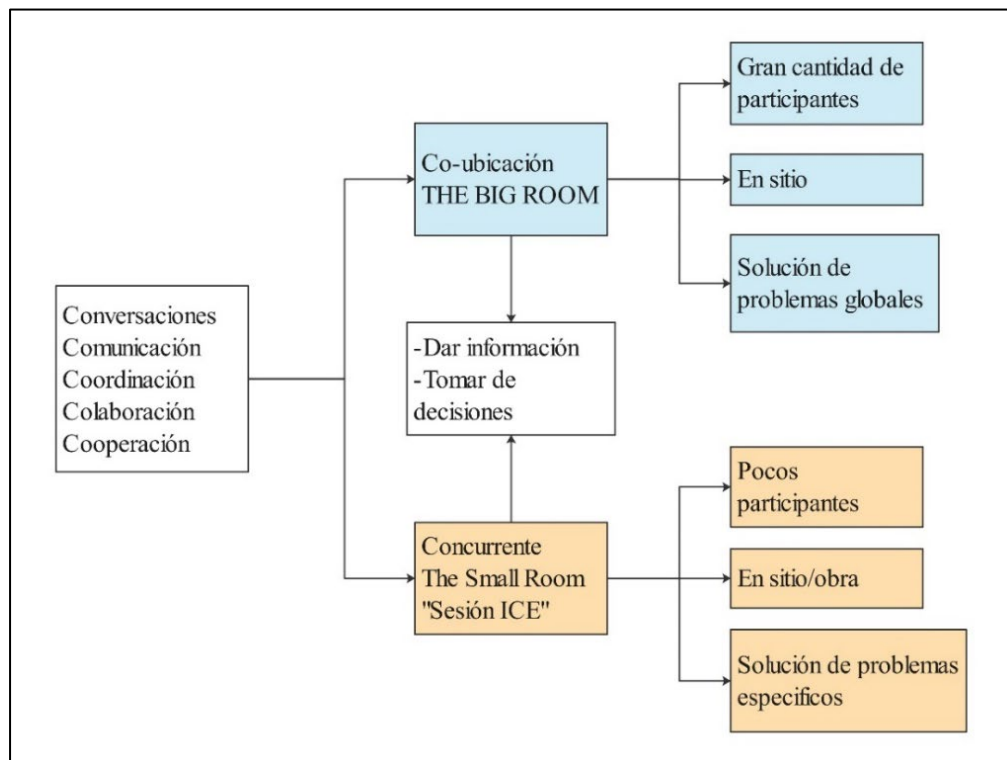 Conversaciones
Comunicación
Coordinación
Colaboración
Cooperación
Co-ubicación
THE BIG ROOM
-Dar información
-Tomar de
decisiones
Concurrente
The Small Room
"Sesión ICE"
Gran cantidad de
participantes
En sitio
Solución de
problemas globales
Pocos
participantes
En sitio/obra
Solución de problemas
especificos